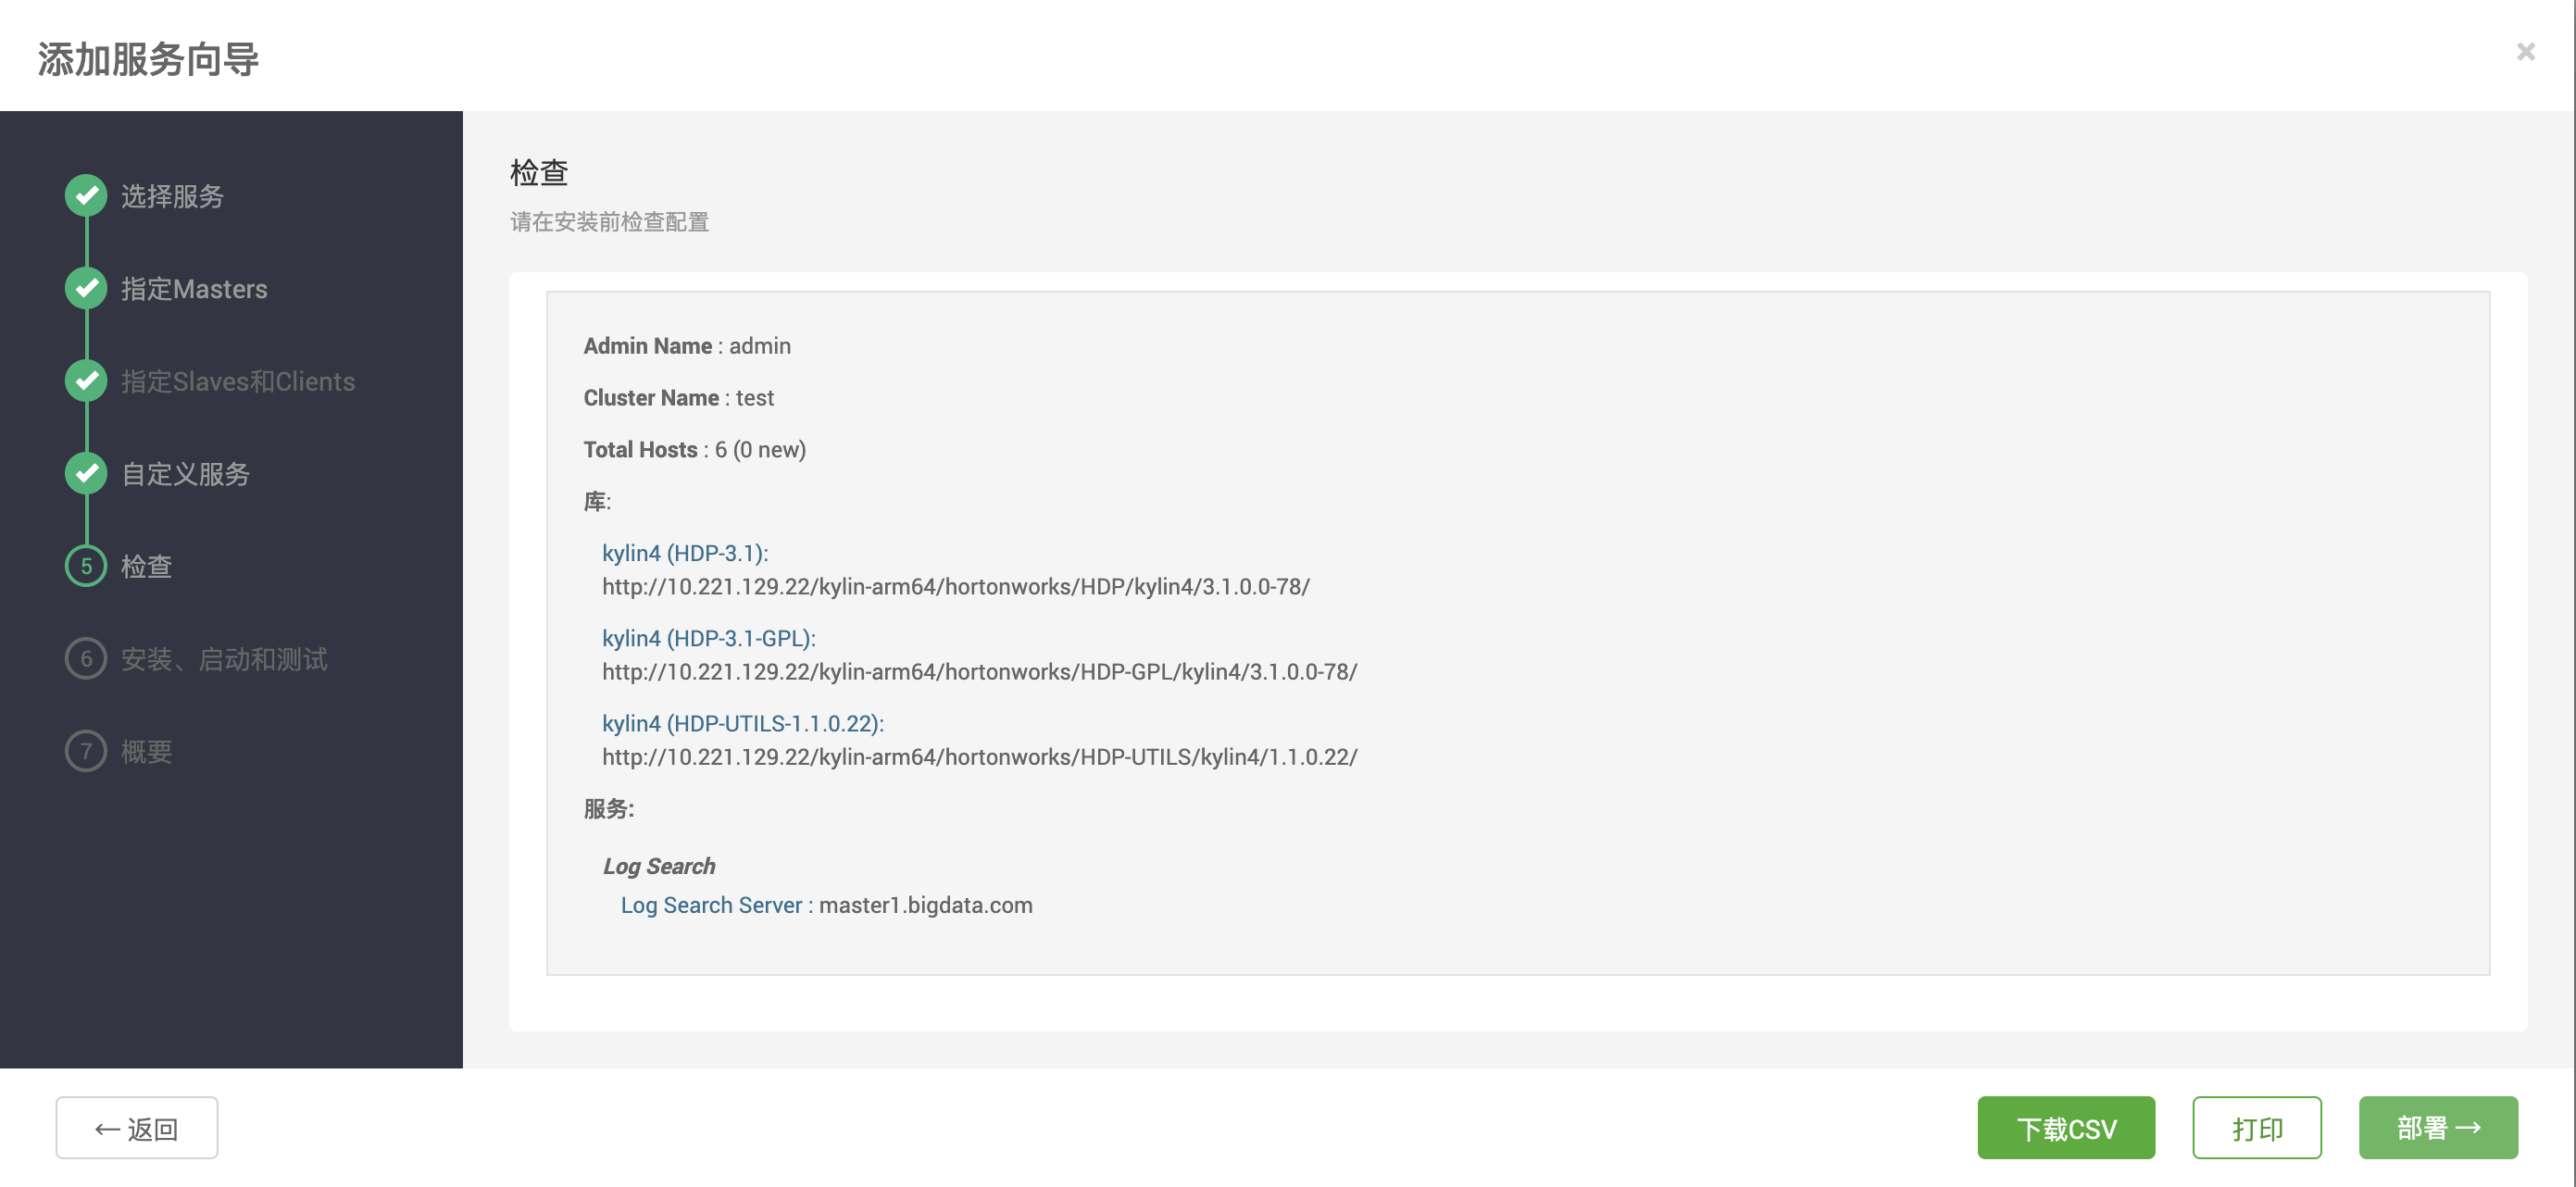 添加服务向导
×
选择服务
指定Masters
指定Slaves和Clients
自定义服务
5 检查
6 安装、启动和测试
7 概要
检查
请在安装前检查配置
Admin Name : admin
Cluster Name : test
Total Hosts : 6 (0 new)
库:
kylin4 (HDP-3.1):
http://10.221.129.22/kylin-arm64/hortonworks/HDP/kylin4/3.1.0.0-78/
kylin4 (HDP-3.1-GPL):
http://10.221.129.22/kylin-arm64/hortonworks/HDP-GPL/kylin4/3.1.0.0-78/
kylin4 (HDP-UTILS-1.1.0.22):
http://10.221.129.22/kylin-arm64/hortonworks/HDP-UTILS/kylin4/1.1.0.22/
服务:
Log Search
Log Search Server : master1.bigdata.com
← 返回
下载CSV
打印
部署 →